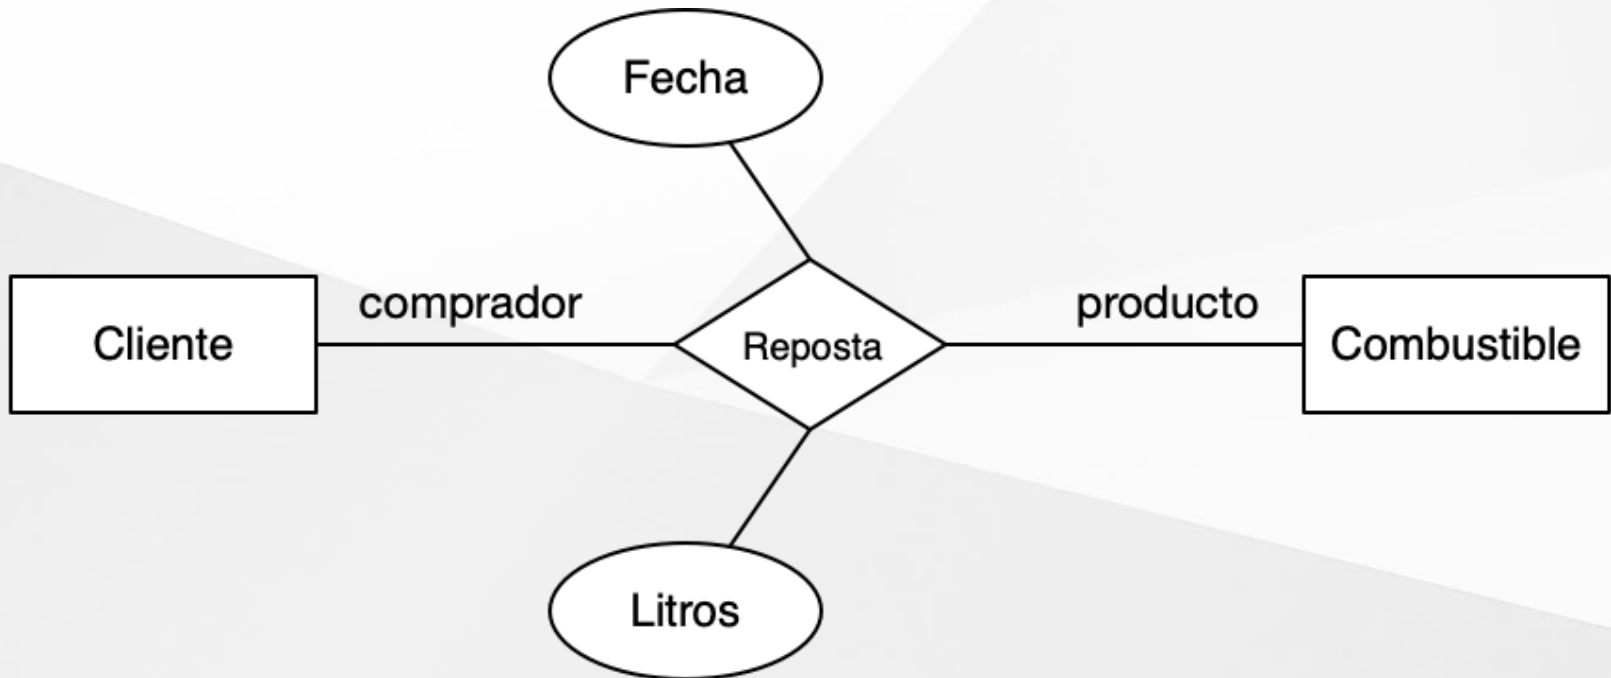 Fecha
comprador
producto
Cliente
Reposta
Combustible
Litros